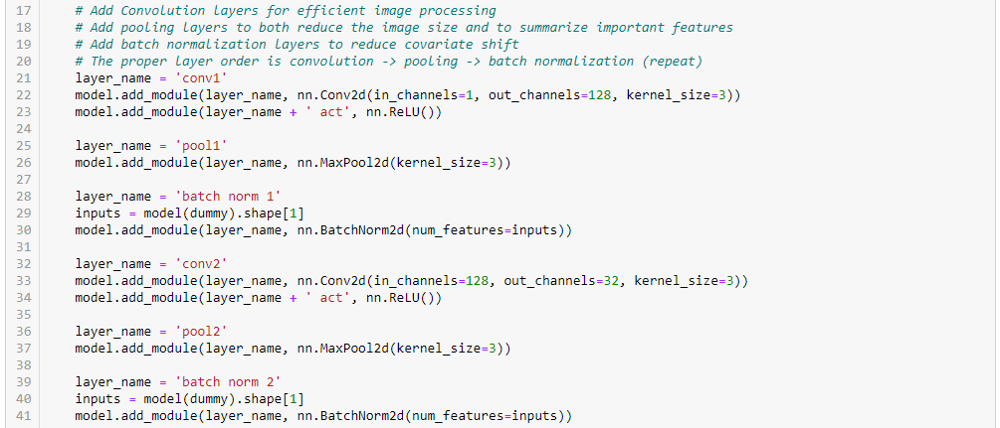 17 # Add Convolution layers for efficient image processing
18 # Add pooling layers to both reduce the image size and to summarize important features
19 # Add batch normalization layers to reduce covariate shift
20 # The proper layer order is convolution -> pooling -> batch normalization (repeat)
21 layer_name = 'conv1'
22 model.add_module(layer_name, nn.Conv2d(in_channels=1, out_channels=128, kernel_size=3))
23 model.add_module(layer_name + ' act', nn.ReLU())
24
25 layer_name = 'pool1'
26 model.add_module(layer_name, nn.MaxPool2d(kernel_size=3))
27
28 layer_name = 'batch norm 1'
29 inputs = model(dummy).shape[1]
30 model.add_module(layer_name, nn.BatchNorm2d(num_features=inputs))
31
32 layer_name = 'conv2'
33 model.add_module(layer_name, nn.Conv2d(in_channels=128, out_channels=32, kernel_size=3))
34 model.add_module(layer_name + ' act', nn.ReLU())
35
36 layer_name = 'pool2'
37 model.add_module(layer_name, nn.MaxPool2d(kernel_size=3))
38
39 layer_name = 'batch norm 2'
40 inputs = model(dummy).shape[1]
41 model.add_module(layer_name, nn.BatchNorm2d(num_features=inputs))